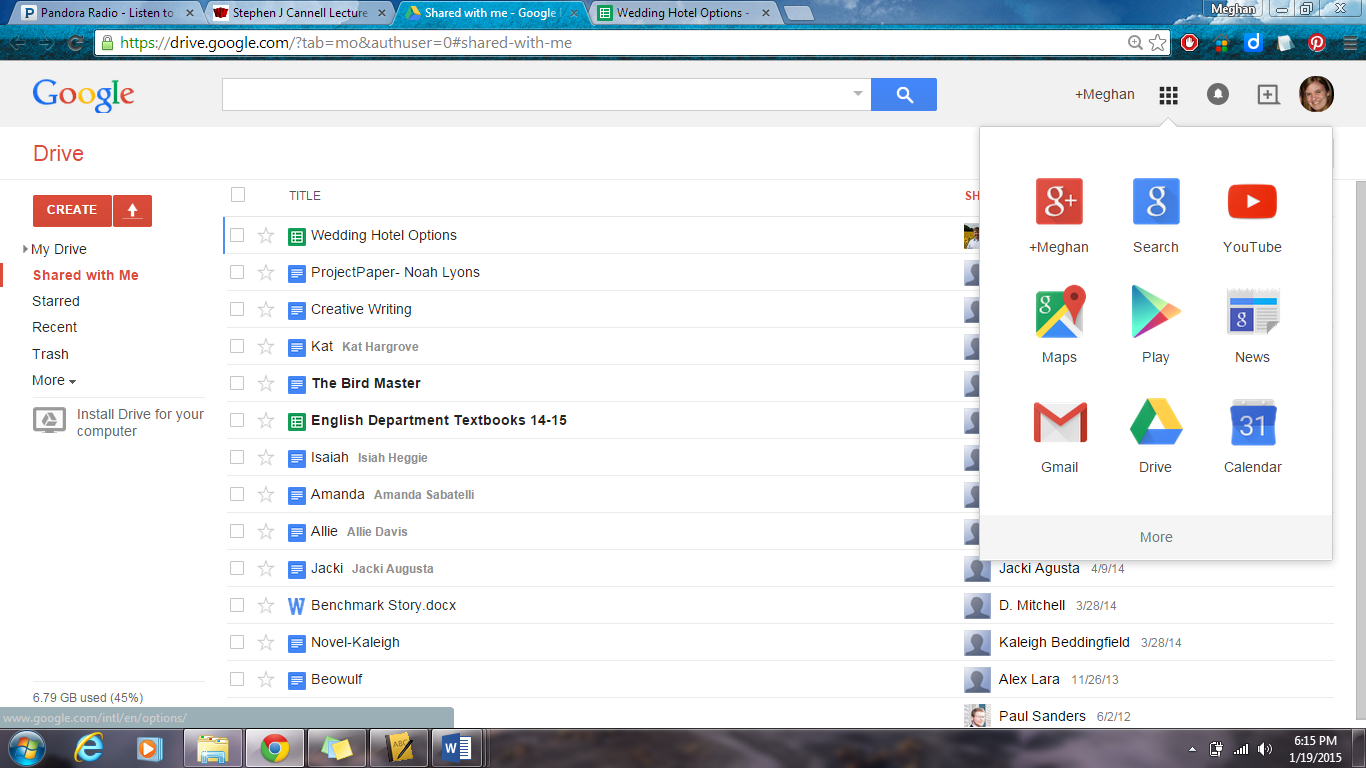 Pandora Radio - Listen to
Stephen J Cannell Lecture
Shared with me - Google
Wedding Hotel Options -
Meghan
https://drive.google.com/?tab=mo&authuser=0#shared-with-me
Google
+Meghan
Drive
CREATE
My Drive
Shared with Me
Starred
Recent
Trash
More
Install Drive for your
computer
6.79 GB used (45%)
TITLE
SH
Wedding Hotel Options
ProjectPaper- Noah Lyons
Creative Writing
Kat Kat Hargrove
The Bird Master
English Department Textbooks 14-15
Isaiah Isiah Heggie
Amanda Amanda Sabatelli
Allie Allie Davis
Jacki Jacki Augusta
Jacki Agusta 4/9/14
Benchmark Story.docx
D. Mitchell 3/28/14
Novel-Kaleigh
Kaleigh Beddingfield 3/28/14
Beowulf
Alex Lara 11/26/13
Paul Sanders 6/2/12
g+
g
+Meghan
Search
YouTube
g
g
Maps
Play
News
31
Gmail
Drive
Calendar
More
www.google.com/intl/en/options/
ABC
6:15 PM
1/19/2015